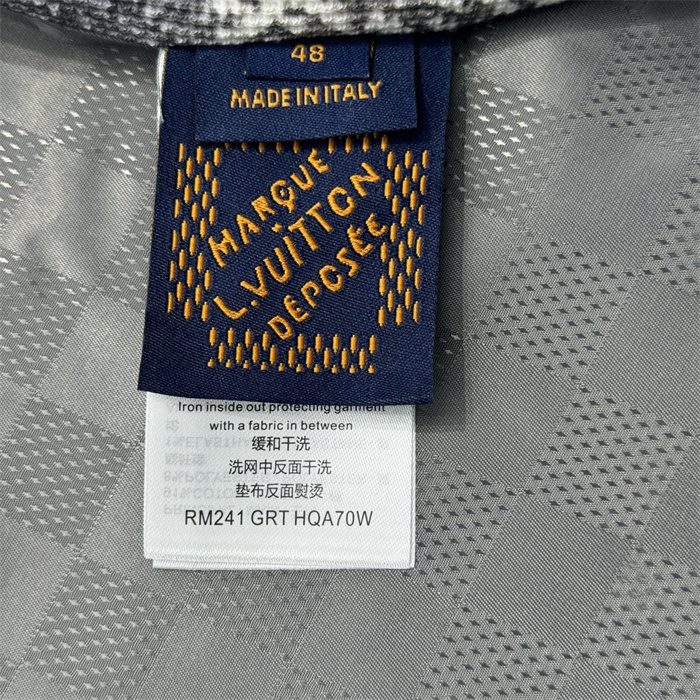 48
MADE IN ITALY
MARQUE
L.VUITTON
DÉPOSÉE
Iron inside out protecting garment
with a fabric in between
缓和干洗
洗网中反面干洗
垫布反面熨烫
RM241 GRT HQA70W